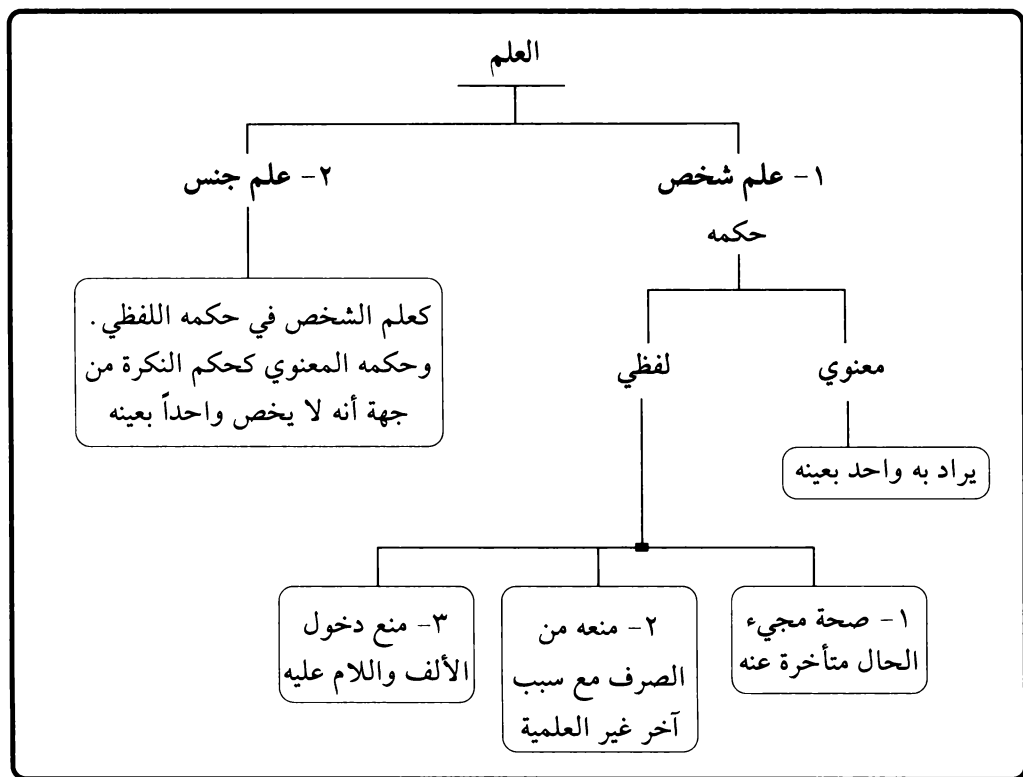 العلم
١- علم شخص
٢- علم جنس
حكمه
كعلم الشخص في حكمه اللفظي.
وحكمه المعنوي كحكم النكرة من
جهة أنه لا يخص واحداً بعينه
معنوي
لفظي
يراد به واحد بعينه
١- صحة مجيء
الحال متأخرة عنه
٢- منعه من
الصرف مع سبب
آخر غير العلمية
٣- منع دخول
الألف واللام عليه